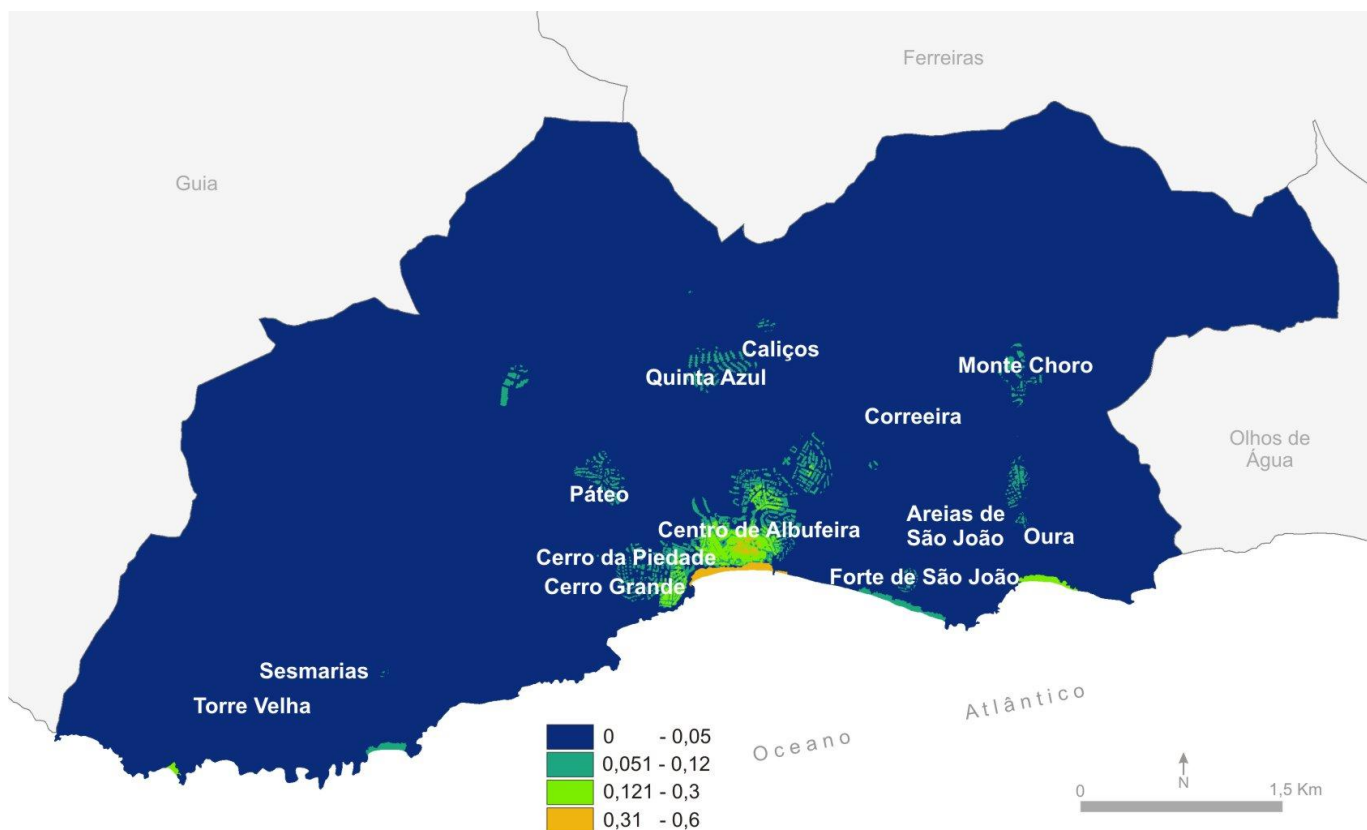 Ferreiras
Guia
Caliços
Quinta Azul
Monte Choro
Correeira
Olhos de
Água
Páteo
Centro de Albufeira
Areias de
São João
Oura
Cerro da Piedade
Cerro Grande
Forte de São João
Sesmarias
Torre Velha
Oceano Atlântico
0 - 0,05
0,051 - 0,12
0,121 - 0,3
0,31 - 0,6
N
0 1,5 Km